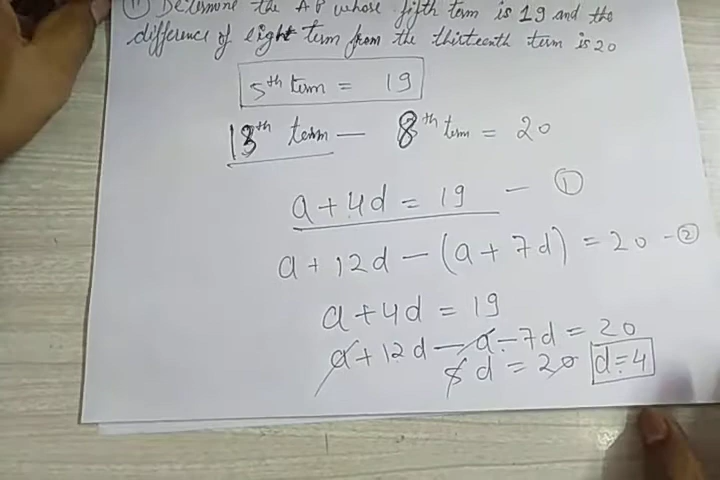 ① Determine the AP whose fifth term is 19 and the
difference of eight term from the thirteenth term is 20
5th term = 19
13th term — 8th term = 20
a + 4d = 19 — ①
a + 12d — (a + 7d) = 20 - ②
a + 4d = 19
a + 12d — a - 7d = 20
5d = 20 d = 4